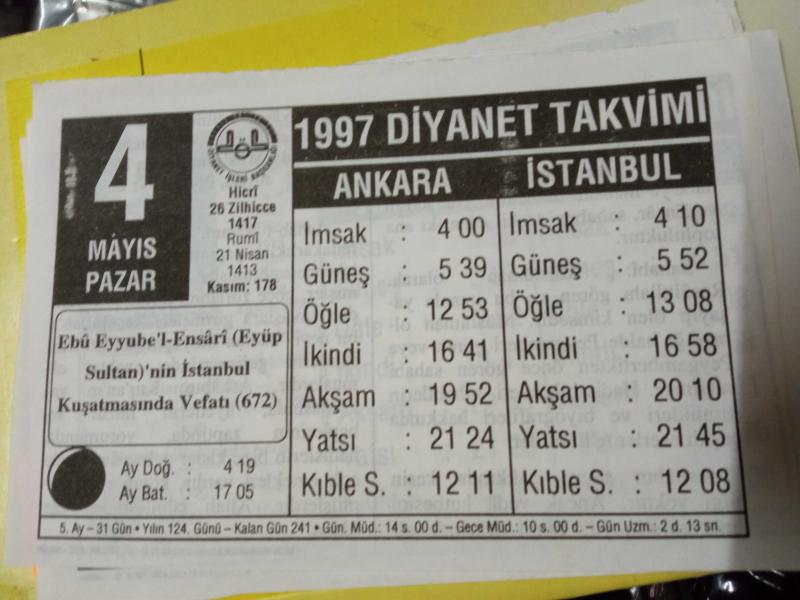 4
MAYIS
PAZAR
DİYANET İŞLERİ BAŞKANLIĞI
Hicrî
26 Zilhicce
1417
Rumî
21 Nisan
1413
Kasım: 178
Ebû Eyyube'l-Ensârî (Eyüp
Sultan)'nin İstanbul
Kuşatmasında Vefatı (672)
Ay Doğ. : 4 19
Ay Bat. : 17 05
1997 DİYANET TAKVİMİ
ANKARA
İmsak : 4 00
Güneş : 5 39
Öğle : 12 53
İkindi : 16 41
Akşam : 19 52
Yatsı : 21 24
Kıble S. : 12 11
İSTANBUL
İmsak : 4 10
Güneş : 5 52
Öğle : 13 08
İkindi : 16 58
Akşam : 20 10
Yatsı : 21 45
Kıble S. : 12 08
5. Ay – 31 Gün • Yılın 124. Günü – Kalan Gün 241 • Gün. Müd.: 14 s. 00 d. – Gece Müd.: 10 s. 00 d. – Gün Uzm.: 2 d. 13 sn.